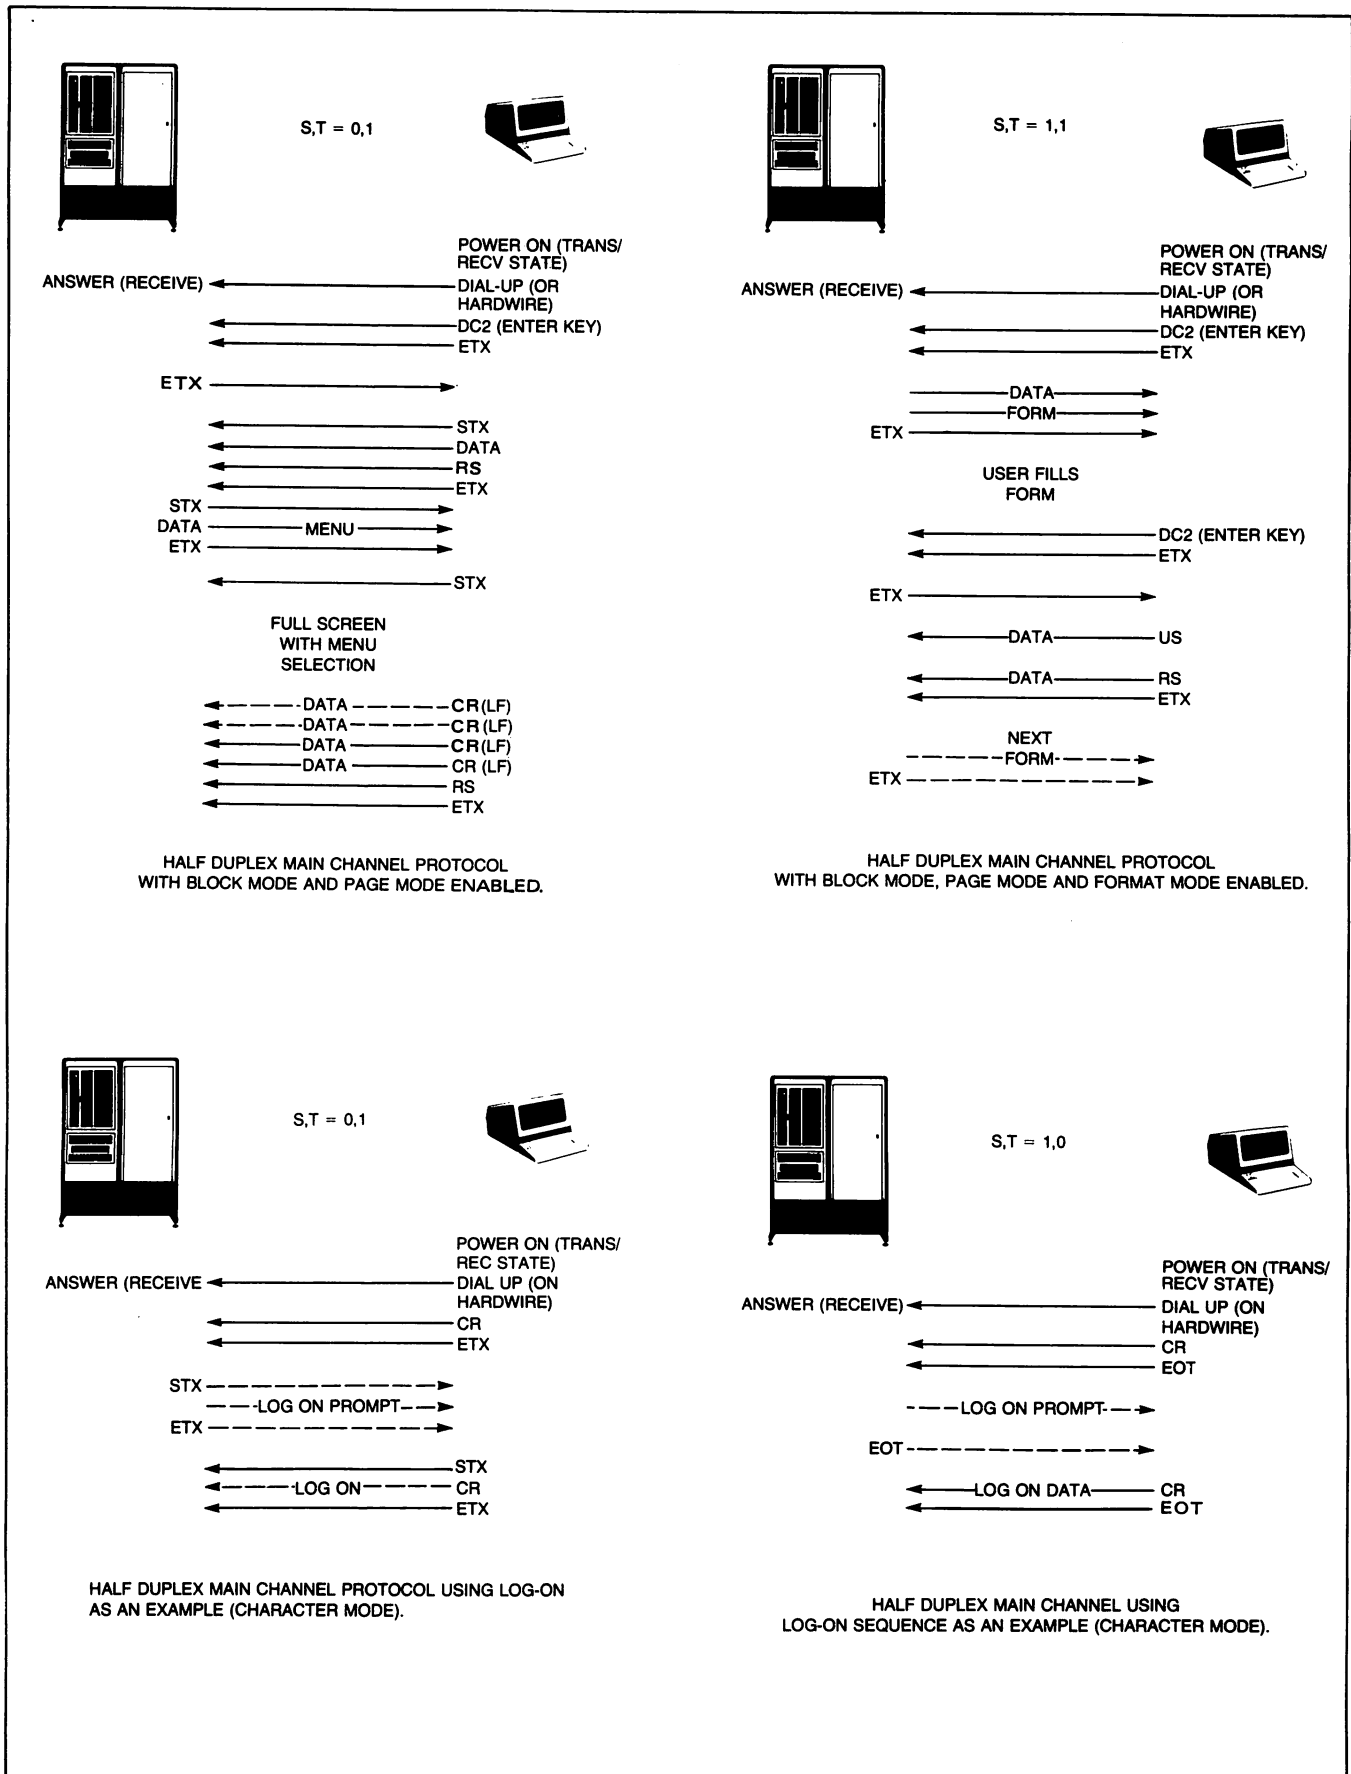 S,T = 0,1
POWER ON (TRANS/
RECV STATE)
ANSWER (RECEIVE)
DIAL-UP (OR
HARDWIRE)
DC2 (ENTER KEY)
ETX
ETX
STX
DATA
RS
ETX
STX
DATA MENU
ETX
STX
FULL SCREEN
WITH MENU
SELECTION
DATA CR (LF)
DATA CR (LF)
DATA CR (LF)
DATA CR (LF)
RS
ETX
HALF DUPLEX MAIN CHANNEL PROTOCOL
WITH BLOCK MODE AND PAGE MODE ENABLED.
S,T = 1,1
POWER ON (TRANS/
RECV STATE)
ANSWER (RECEIVE)
DIAL-UP (OR
HARDWIRE)
DC2 (ENTER KEY)
ETX
DATA
FORM
ETX
USER FILLS
FORM
DC2 (ENTER KEY)
ETX
ETX
DATA US
DATA RS
ETX
NEXT
FORM
ETX
HALF DUPLEX MAIN CHANNEL PROTOCOL
WITH BLOCK MODE, PAGE MODE AND FORMAT MODE ENABLED.
S,T = 0,1
POWER ON (TRANS/
REC STATE)
ANSWER (RECEIVE
DIAL UP (ON
HARDWIRE)
CR
ETX
STX
LOG ON PROMPT
ETX
STX
LOG ON CR
ETX
HALF DUPLEX MAIN CHANNEL PROTOCOL USING LOG-ON
AS AN EXAMPLE (CHARACTER MODE).
S,T = 1,0
POWER ON (TRANS/
RECV STATE)
ANSWER (RECEIVE)
DIAL UP (ON
HARDWIRE)
CR
EOT
LOG ON PROMPT
EOT
LOG ON DATA CR
EOT
HALF DUPLEX MAIN CHANNEL USING
LOG-ON SEQUENCE AS AN EXAMPLE (CHARACTER MODE).